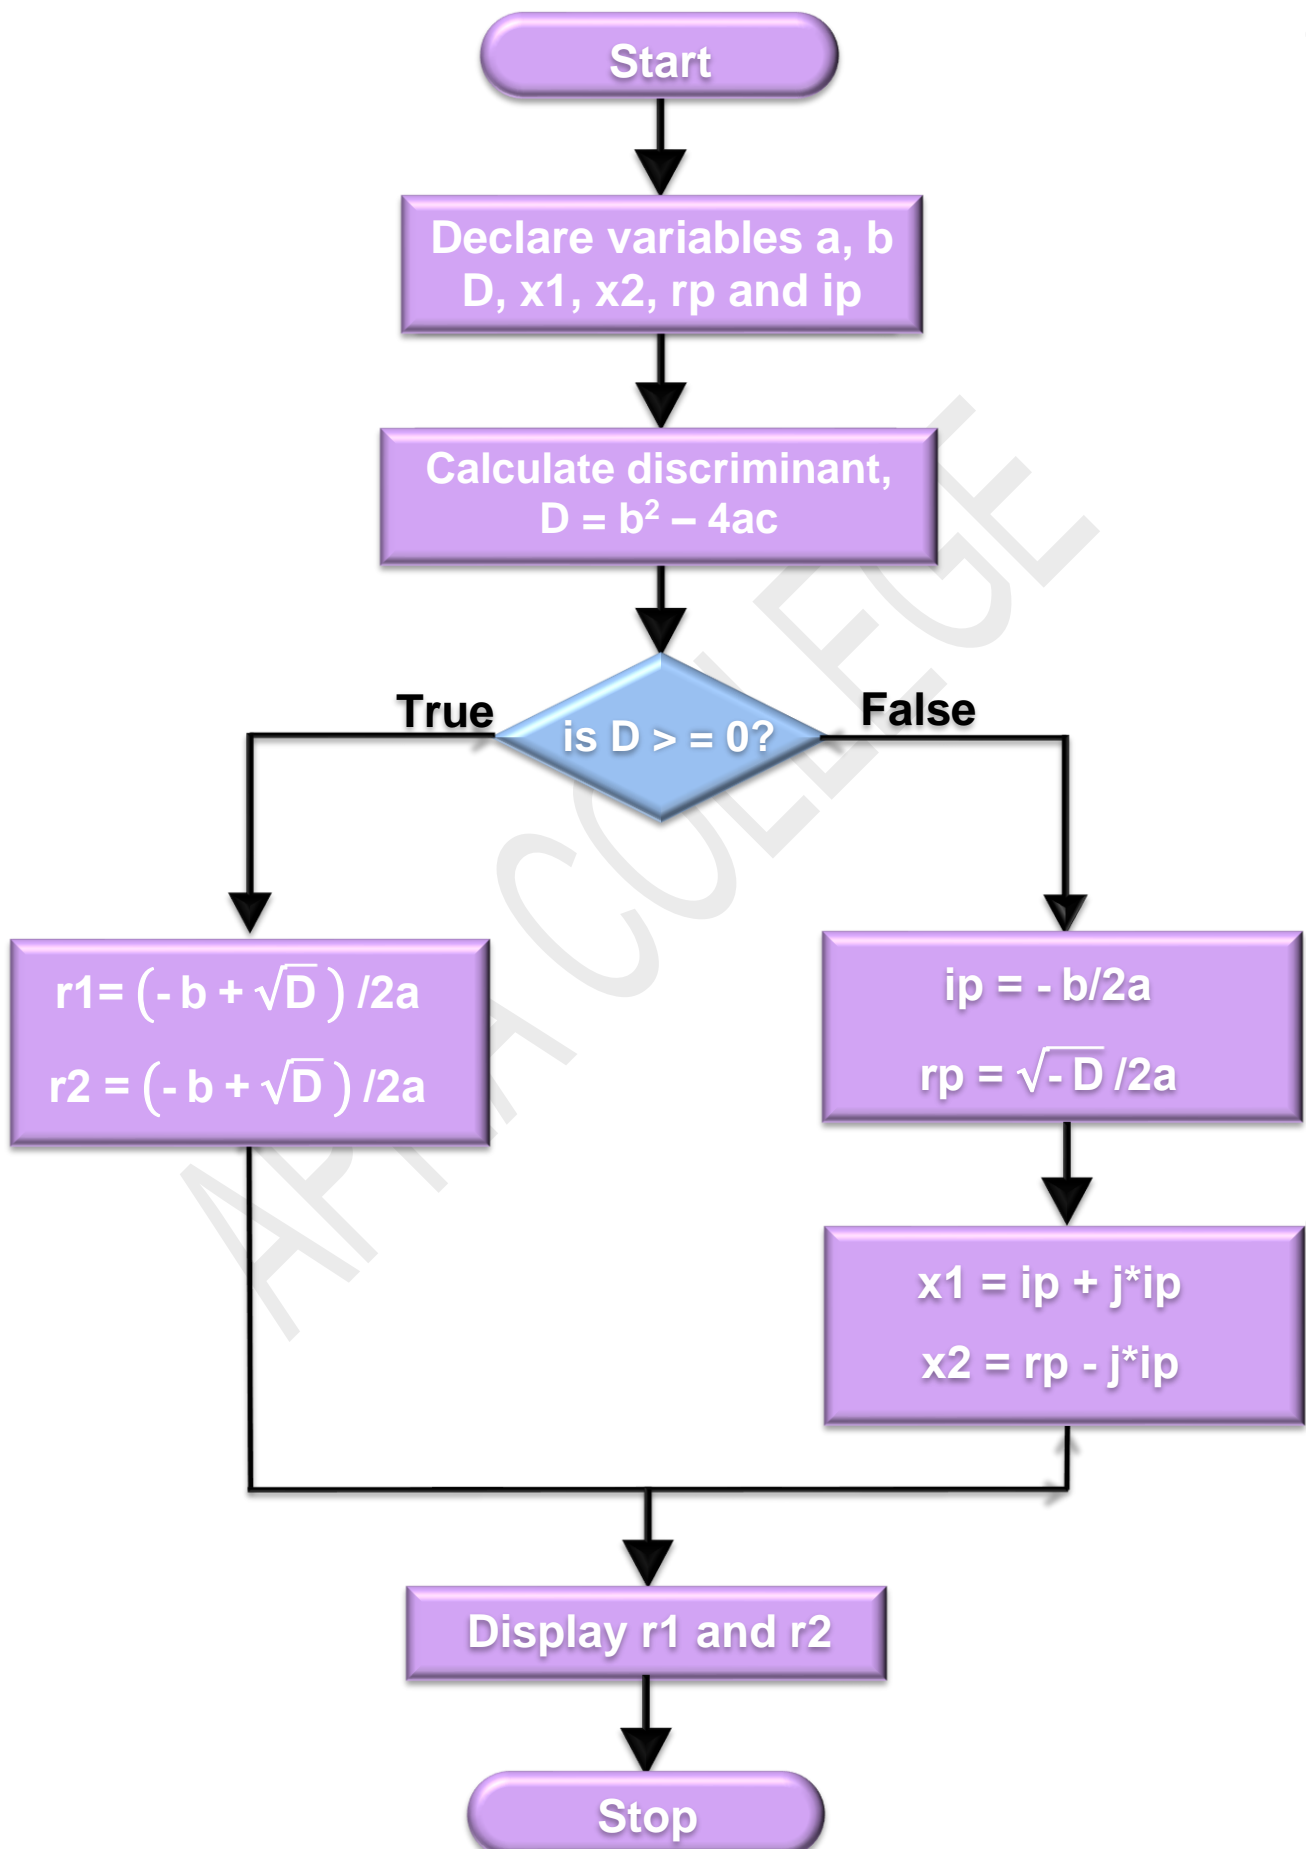 Start
Declare variables a, b
D, x1, x2, rp and ip
Calculate discriminant,
D = b² – 4ac
True
is D > = 0?
False
r1= (- b + √D ) /2a
r2 = (- b + √D ) /2a
ip = - b/2a
rp = √- D /2a
x1 = ip + j*ip
x2 = rp - j*ip
Display r1 and r2
Stop